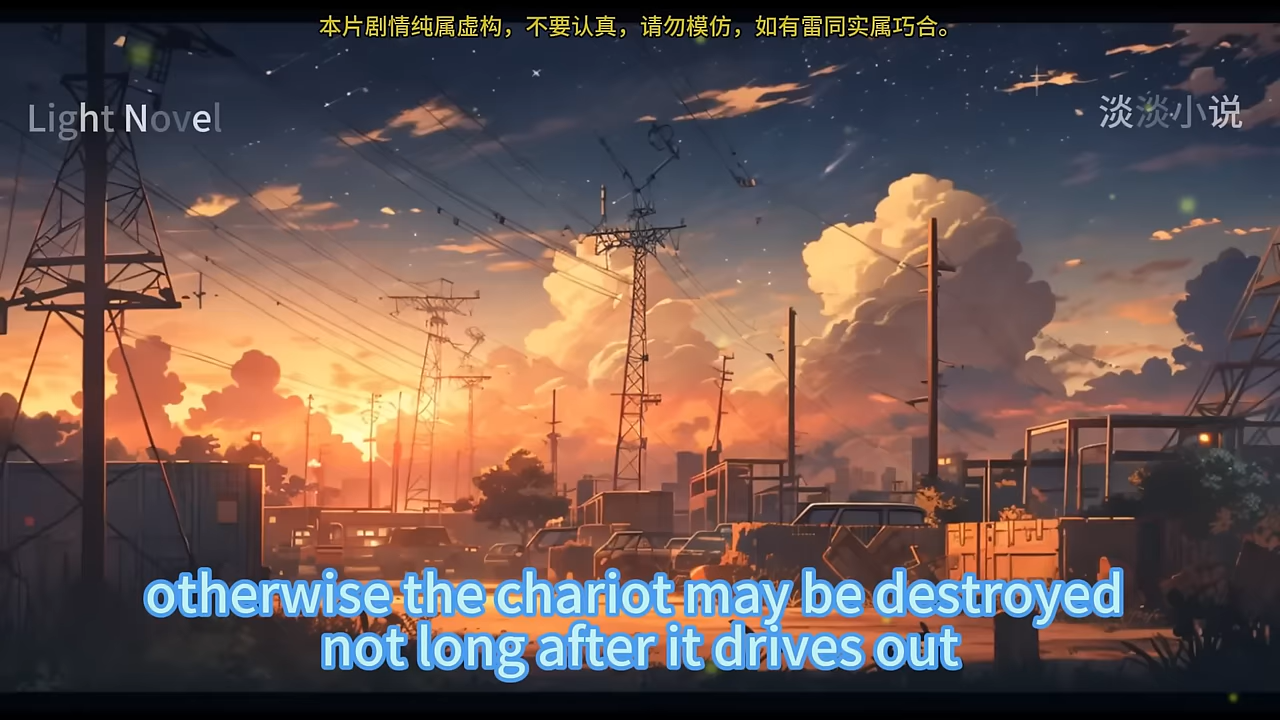 本片剧情纯属虚构，不要认真，请勿模仿，如有雷同实属巧合。
Light Novel
淡淡小说
otherwise the chariot may be destroyed
not long after it drives out